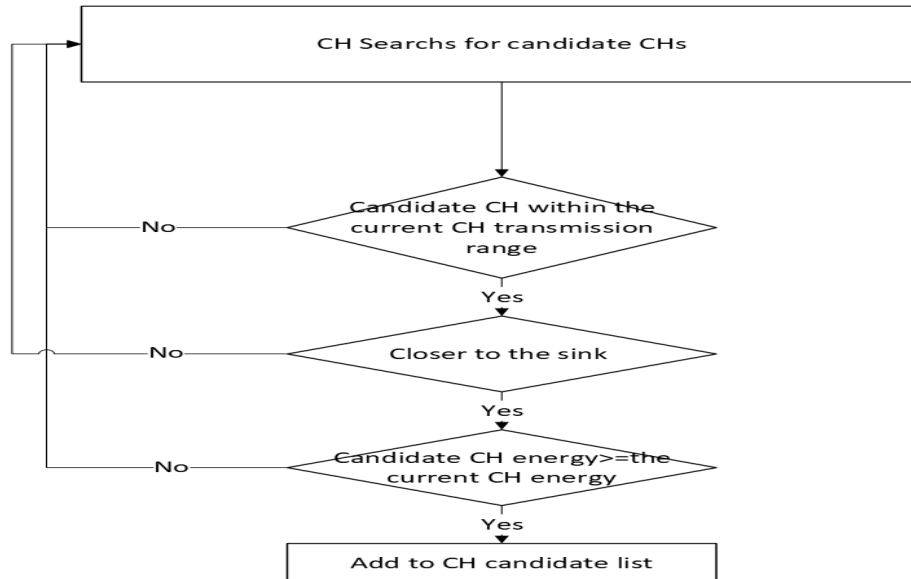 CH Searchs for candidate CHs
Candidate CH within the
current CH transmission
range
No
Yes
Closer to the sink
No
Yes
Candidate CH energy>=the
current CH energy
No
Yes
Add to CH candidate list